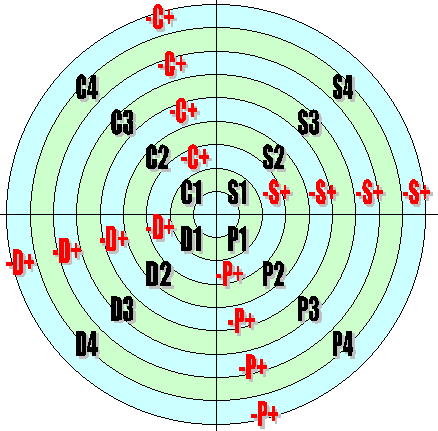 -C+
-C+
C4 S4
-C+
C3 S3
-C+
C2 S2
C1 S1 -S+ -S+ -S+ -S+
-D+ -D+ -D+ -D+ D1 P1
D2 -P+ P2
D3 -P+ P3
D4 -P+ P4
-P+